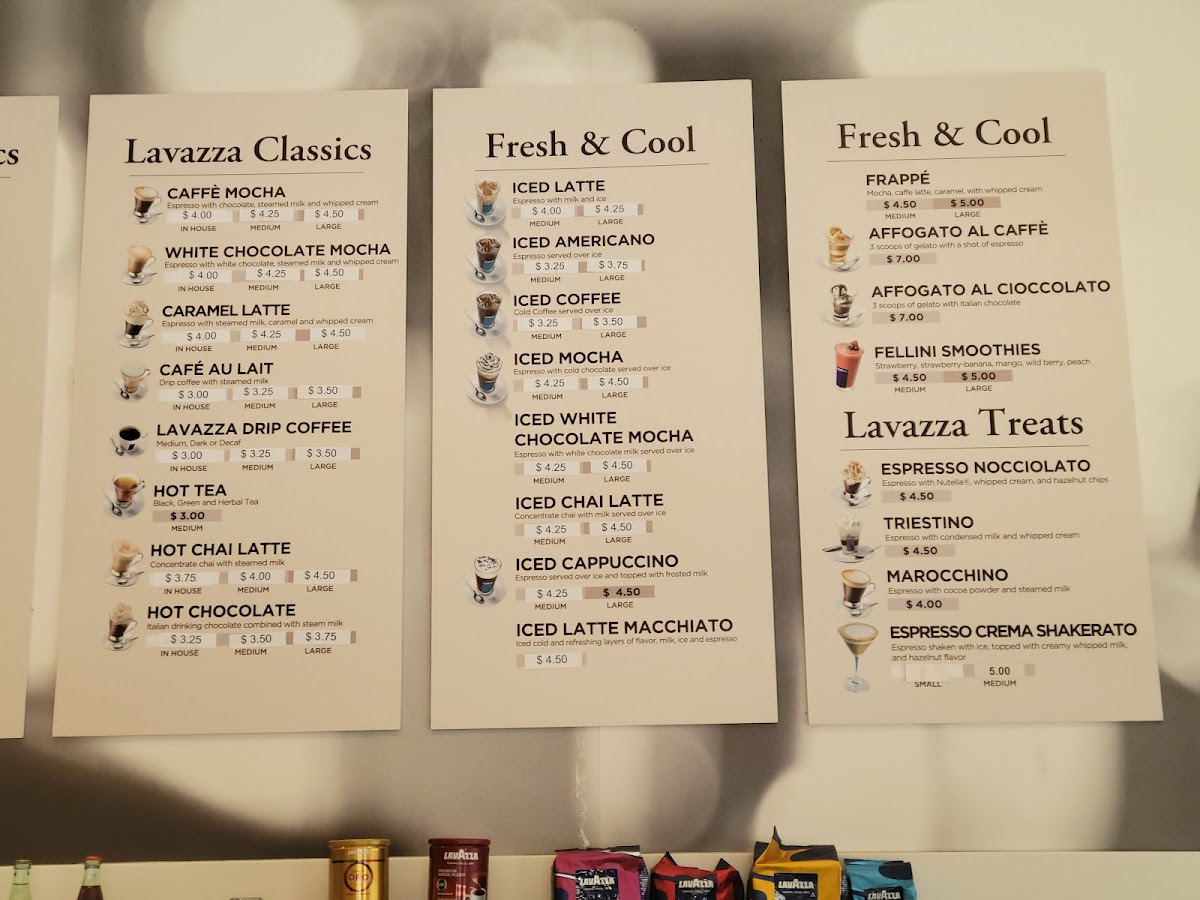 cs
Lavazza Classics
CAFFÈ MOCHA
Espresso with chocolate, steamed milk and whipped cream
$ 4.00 $ 4.25 $ 4.50
IN HOUSE MEDIUM LARGE
WHITE CHOCOLATE MOCHA
Espresso with white chocolate, steamed milk and whipped cream
$ 4.00 $ 4.25 $ 4.50
IN HOUSE MEDIUM LARGE
CARAMEL LATTE
Espresso with steamed milk, caramel and whipped cream
$ 4.00 $ 4.25 $ 4.50
IN HOUSE MEDIUM LARGE
CAFÉ AU LAIT
Drip coffee with steamed milk
$ 3.00 $ 3.25 $ 3.50
IN HOUSE MEDIUM LARGE
LAVAZZA DRIP COFFEE
Medium, Dark or Decaf
$ 3.00 $ 3.25 $ 3.50
IN HOUSE MEDIUM LARGE
HOT TEA
Black, Green and Herbal Tea
$ 3.00
MEDIUM
HOT CHAI LATTE
Concentrate chai with steamed milk
$ 3.75 $ 4.00 $ 4.50
IN HOUSE MEDIUM LARGE
HOT CHOCOLATE
Italian drinking chocolate combined with steam milk
$ 3.25 $ 3.50 $ 3.75
IN HOUSE MEDIUM LARGE
Fresh & Cool
ICED LATTE
Espresso with milk and ice
$ 4.00 $ 4.25
MEDIUM LARGE
ICED AMERICANO
Espresso served over ice
$ 3.25 $ 3.75
MEDIUM LARGE
ICED COFFEE
Cold Coffee served over ice
$ 3.25 $ 3.50
MEDIUM LARGE
ICED MOCHA
Espresso with cold chocolate served over ice
$ 4.25 $ 4.50
MEDIUM LARGE
ICED WHITE
CHOCOLATE MOCHA
Espresso with white chocolate milk served over ice
$ 4.25 $ 4.50
MEDIUM LARGE
ICED CHAI LATTE
Concentrate chai with milk served over ice
$ 4.25 $ 4.50
MEDIUM LARGE
ICED CAPPUCCINO
Espresso served over ice and topped with frosted milk
$ 4.25 $ 4.50
MEDIUM LARGE
ICED LATTE MACCHIATO
Iced cold and refreshing layers of flavor, milk, ice and espresso
$ 4.50
Fresh & Cool
FRAPPÉ
Mocha, caffe latte, caramel, with whipped cream
$ 4.50 $ 5.00
MEDIUM LARGE
AFFOGATO AL CAFFÈ
3 scoops of gelato with a shot of espresso
$ 7.00
AFFOGATO AL CIOCCOLATO
3 scoops of gelato with Italian chocolate
$ 7.00
FELLINI SMOOTHIES
Strawberry, strawberry-banana, mango, wild berry, peach
$ 4.50 $ 5.00
MEDIUM LARGE
Lavazza Treats
ESPRESSO NOCCIOLATO
Espresso with Nutella®, whipped cream, and hazelnut chips
$ 4.50
TRIESTINO
Espresso with condensed milk and whipped cream
$ 4.50
MAROCCHINO
Espresso with cocoa powder and steamed milk
$ 4.00
ESPRESSO CREMA SHAKERATO
Espresso shaken with ice, topped with creamy whipped milk,
and hazelnut flavor
5.00
SMALL MEDIUM
ORO
LAVAZZA
LAVAZZA
LAVAZZA
LAVAZZA
LAVAZZA